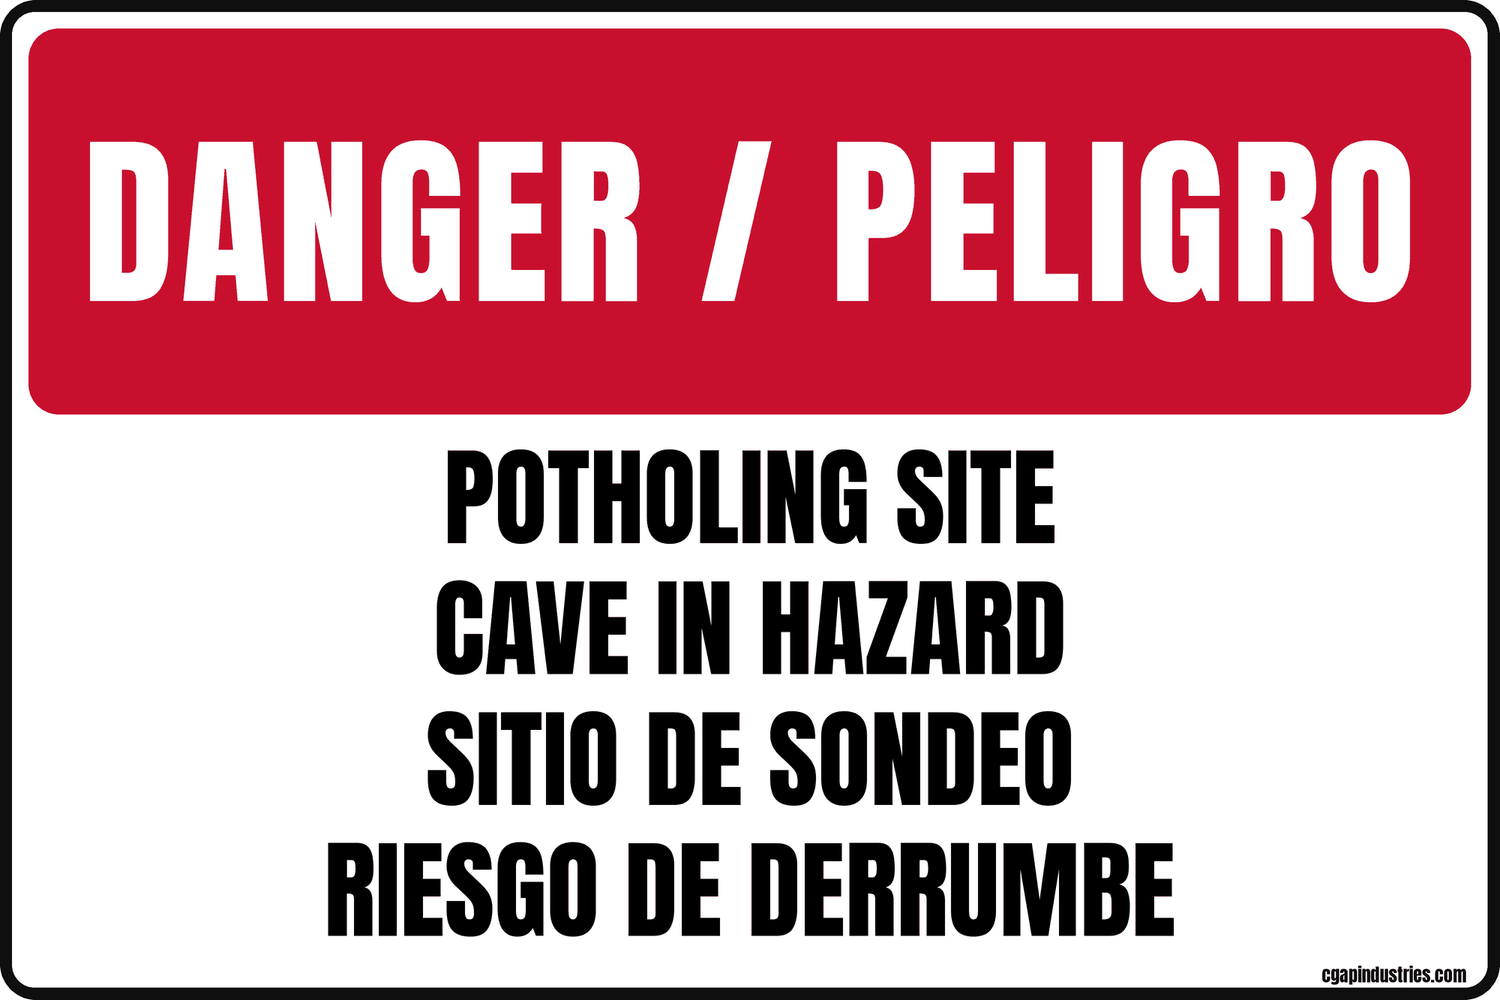 DANGER / PELIGRO
POTHOLING SITE
CAVE IN HAZARD
SITIO DE SONDEO
RIESGO DE DERRUMBE
cgapindustries.com